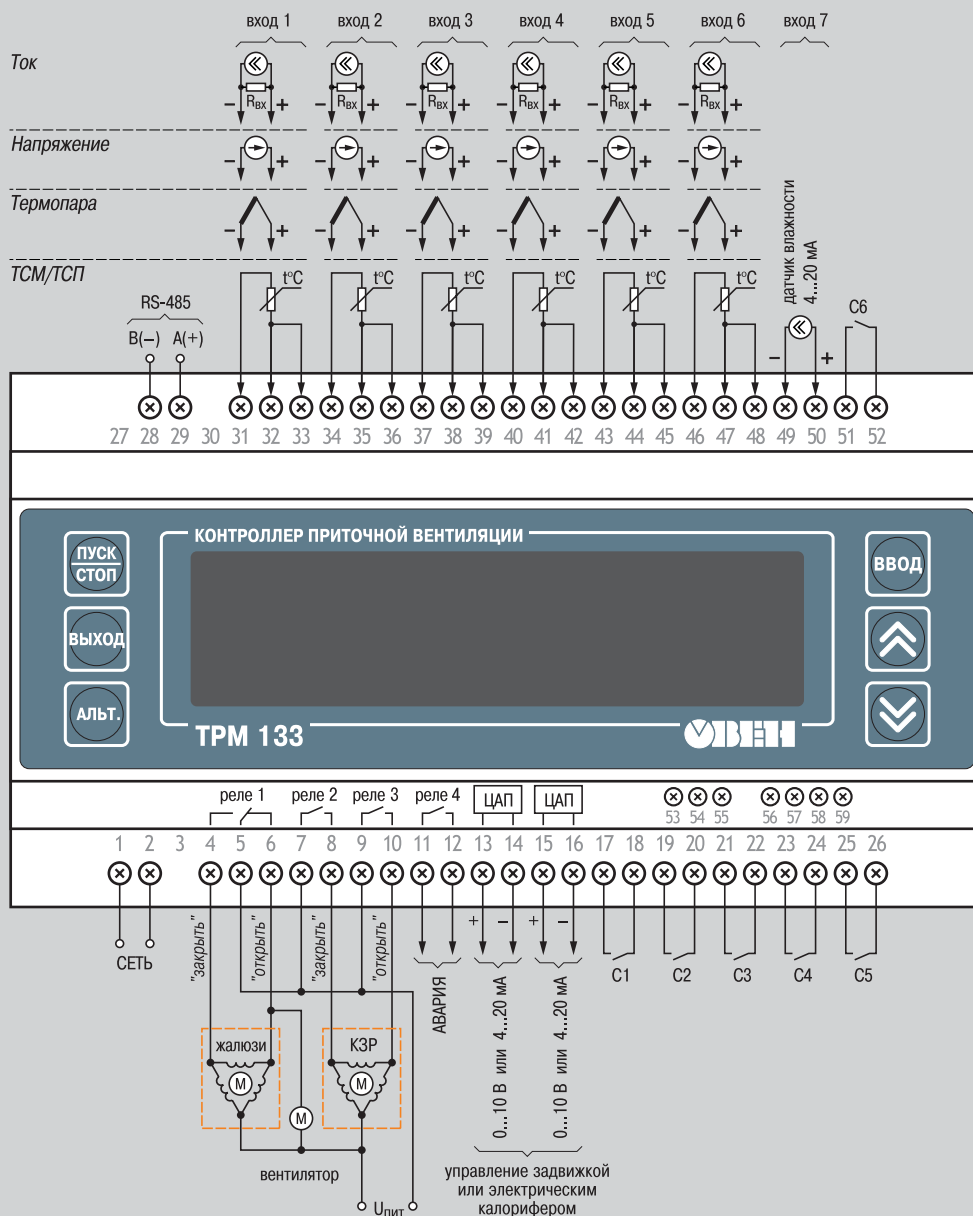 вход 1 вход 2 вход 3 вход 4 вход 5 вход 6 вход 7
Ток
Rвх Rвх Rвх Rвх Rвх Rвх
− + − + − + − + − + − +
Напряжение
− + − + − + − + − + − +
Термопара
− + − + − + − + − + − +
ТСМ/ТСП
t°C t°C t°C t°C t°C t°C
датчик влажности
4...20 мА
− +
C6
RS-485
B(−) A(+)
27 28 29 30 31 32 33 34 35 36 37 38 39 40 41 42 43 44 45 46 47 48 49 50 51 52
КОНТРОЛЛЕР ПРИТОЧНОЙ ВЕНТИЛЯЦИИ
ПУСК
СТОП
ВЫХОД
АЛЬТ.
ВВОД
ТРМ 133
ОВЕН
реле 1 реле 2 реле 3 реле 4 ЦАП ЦАП
53 54 55 56 57 58 59
1 2 3 4 5 6 7 8 9 10 11 12 13 14 15 16 17 18 19 20 21 22 23 24 25 26
СЕТЬ
"закрыть"
"открыть"
"закрыть"
"открыть"
АВАРИЯ
+ − + −
0...10 В или 4...20 мА
0...10 В или 4...20 мА
C1 C2 C3 C4 C5
жалюзи
КЗР
M M M
вентилятор
Uпит
управление задвижкой
или электрическим
калорифером